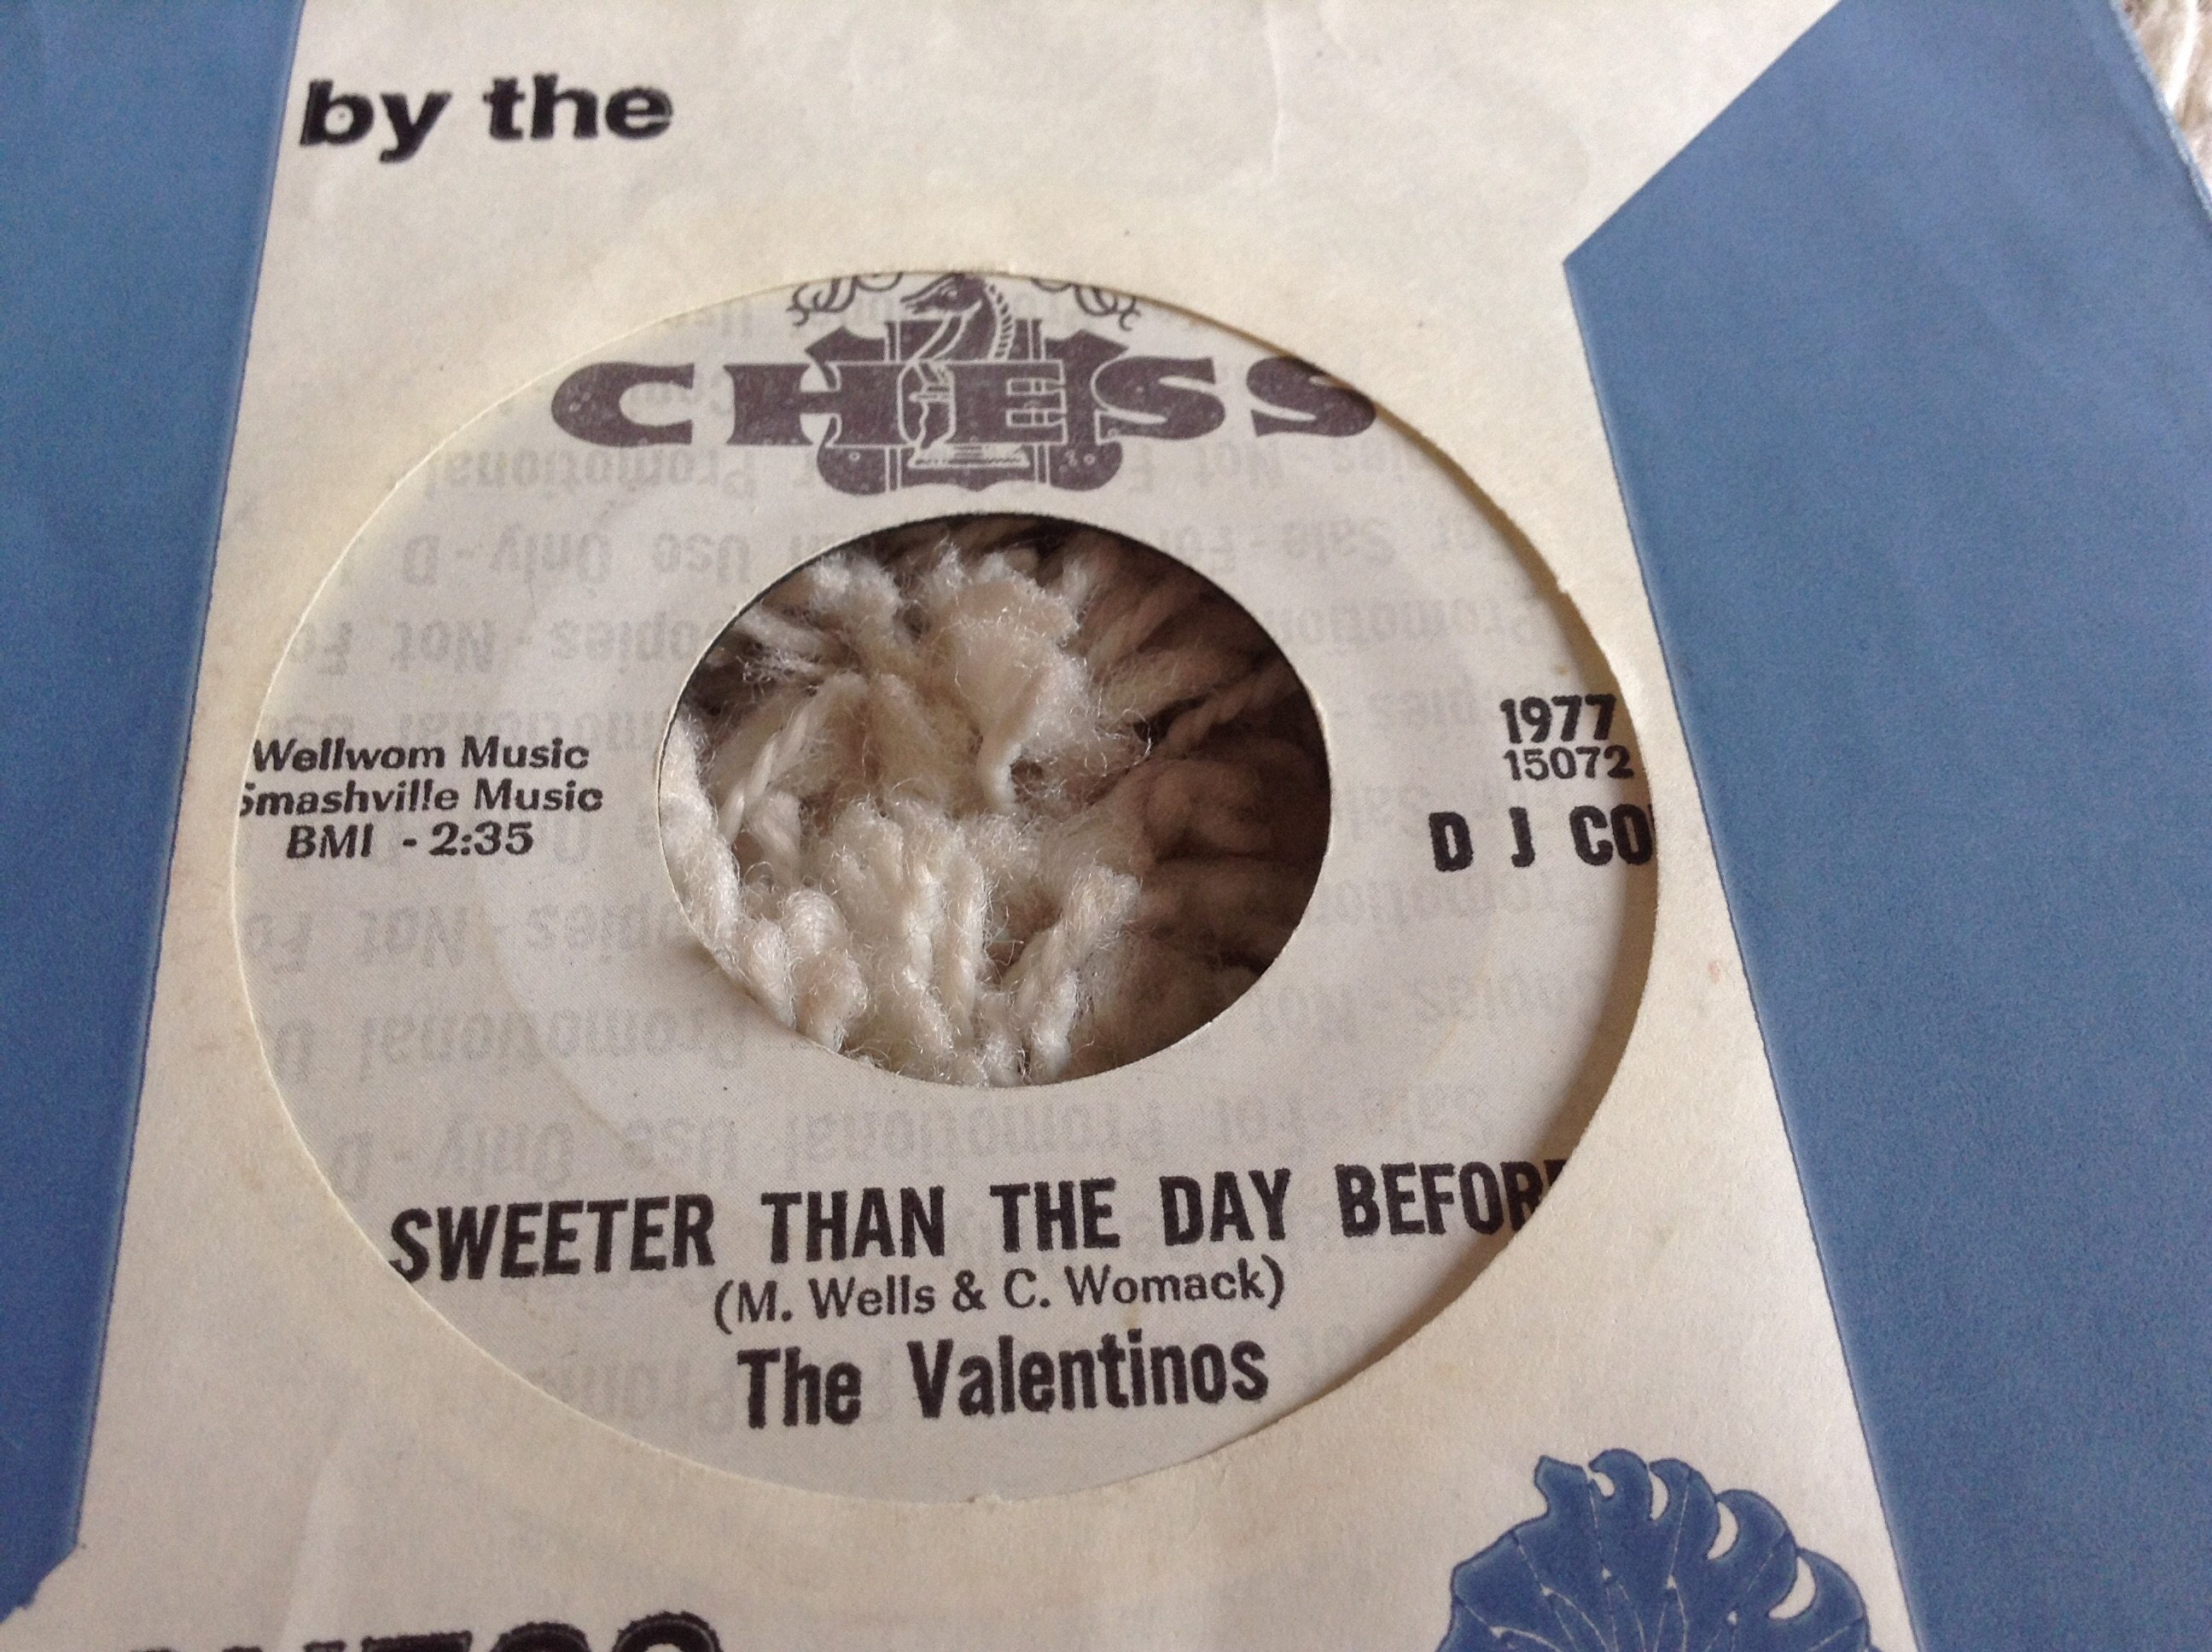 by the
CHESS
Wellwom Music
Smashville Music
BMI - 2:35
1977
15072
D J CO
SWEETER THAN THE DAY BEFOR
(M. Wells & C. Womack)
The Valentinos